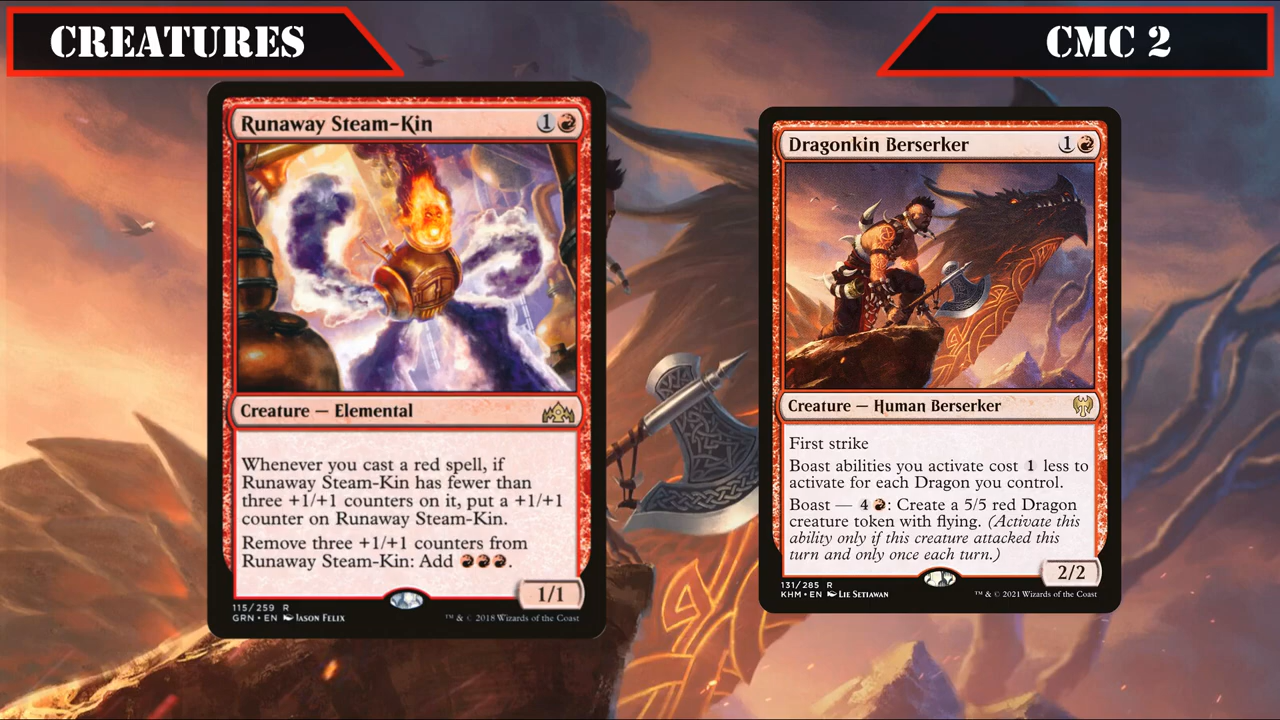 CREATURES
CMC 2
Runaway Steam-Kin 1
Creature — Elemental
Whenever you cast a red spell, if
Runaway Steam-Kin has fewer than
three +1/+1 counters on it, put a +1/+1
counter on Runaway Steam-Kin.
Remove three +1/+1 counters from
Runaway Steam-Kin: Add .
1/1
115/259 R
GRN • EN Jason Felix
™ & © 2018 Wizards of the Coast
Dragonkin Berserker 1
Creature — Human Berserker
First strike
Boast abilities you activate cost 1 less to
activate for each Dragon you control.
Boast — 4 : Create a 5/5 red Dragon
creature token with flying. (Activate this
ability only if this creature attacked this
turn and only once each turn.)
2/2
131/285 R
KHM • EN Lie Setiawan
™ & © 2021 Wizards of the Coast